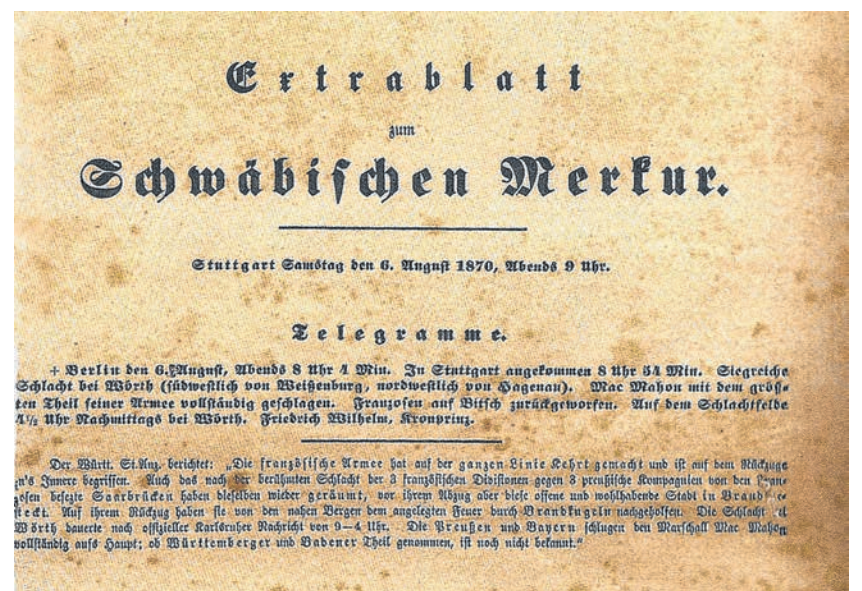 Extrablatt
zum
Schwäbischen Merkur.
Stuttgart Samstag den 6. August 1870, Abends 9 Uhr.
Telegramme.
+ Berlin den 6. August, Abends 8 Uhr 1 Min. In Stuttgart angekommen 8 Uhr 54 Min. Siegreiche
Schlacht bei Wörth (südwestlich von Weißenburg, nordwestlich von Hagenau). Mac Mahon mit dem größ-
ten Theil seiner Armee vollständig geschlagen. Franzosen auf Bitsch zurückgeworfen. Auf dem Schlachtfelde
4½ Uhr Nachmittags bei Wörth. Friedrich Wilhelm, Kronprinz.
Der Württ. St.Anz. berichtet: „Die französische Armee hat auf der ganzen Linie Kehrt gemacht und ist auf dem Rückzuge
in's Innere begriffen. Auch das nach der berühmten Schlacht der 3 französischen Divisionen gegen 3 preußische Kompagnien von den Fran-
zosen besezte Saarbrücken haben dieselben wieder geräumt, vor ihrem Abzug aber diese offene und wohlhabende Stadt in Brand ge-
steckt. Auf ihrem Rückzug haben sie von den nahen Bergen dem angelegten Feuer durch Brandkugeln nachgeholfen. Die Schlacht bei
Wörth dauerte nach offizieller Karlsruher Nachricht von 9–4 Uhr. Die Preußen und Bayern schlugen den Marschall Mac Mahon
vollständig aufs Haupt; ob Württemberger und Badener Theil genommen, ist noch nicht bekannt."